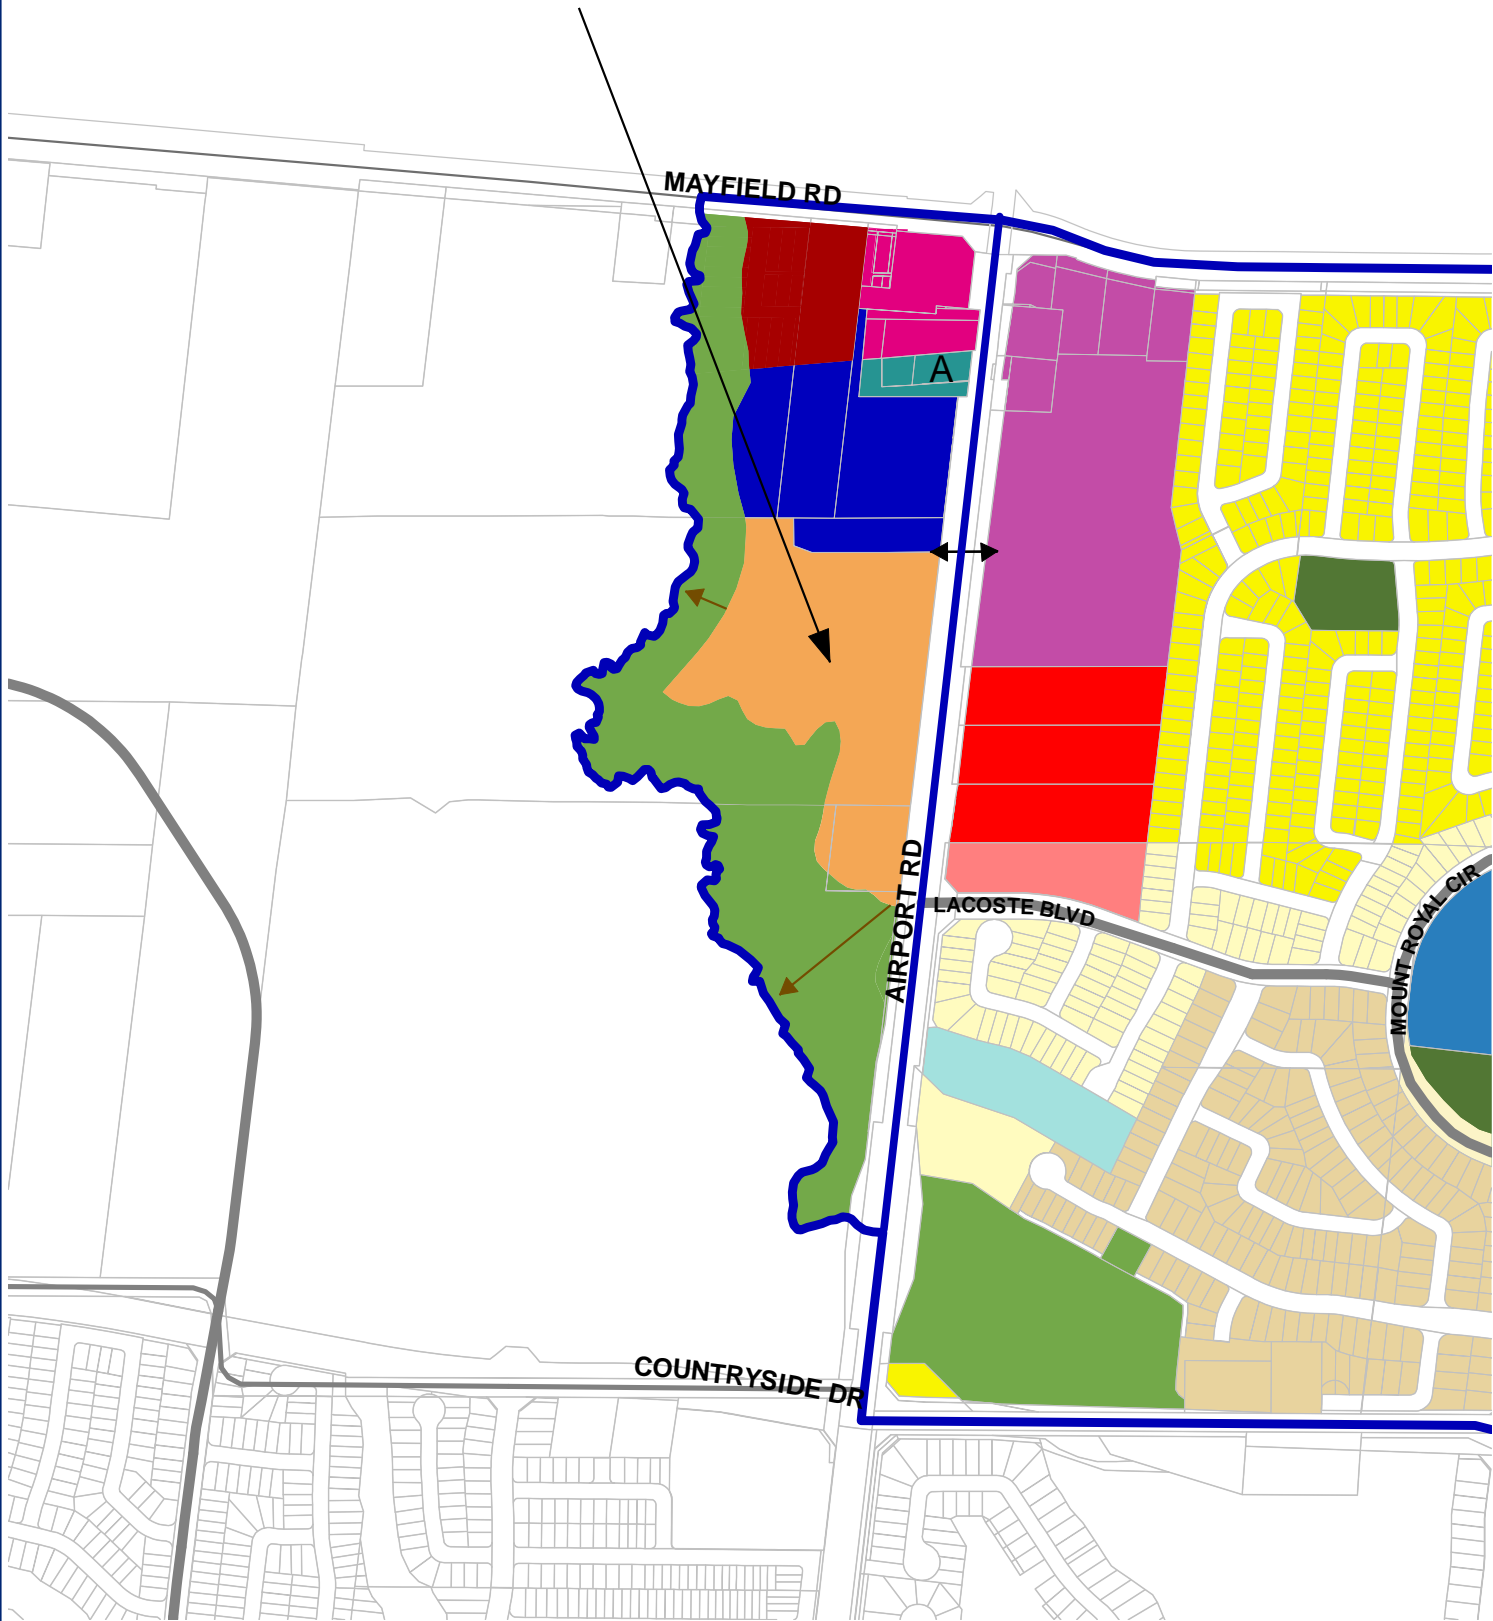 MAYFIELD RD
A
AIRPORT RD
LACOSTE BLVD
MOUNT ROYAL CIR
COUNTRYSIDE DR